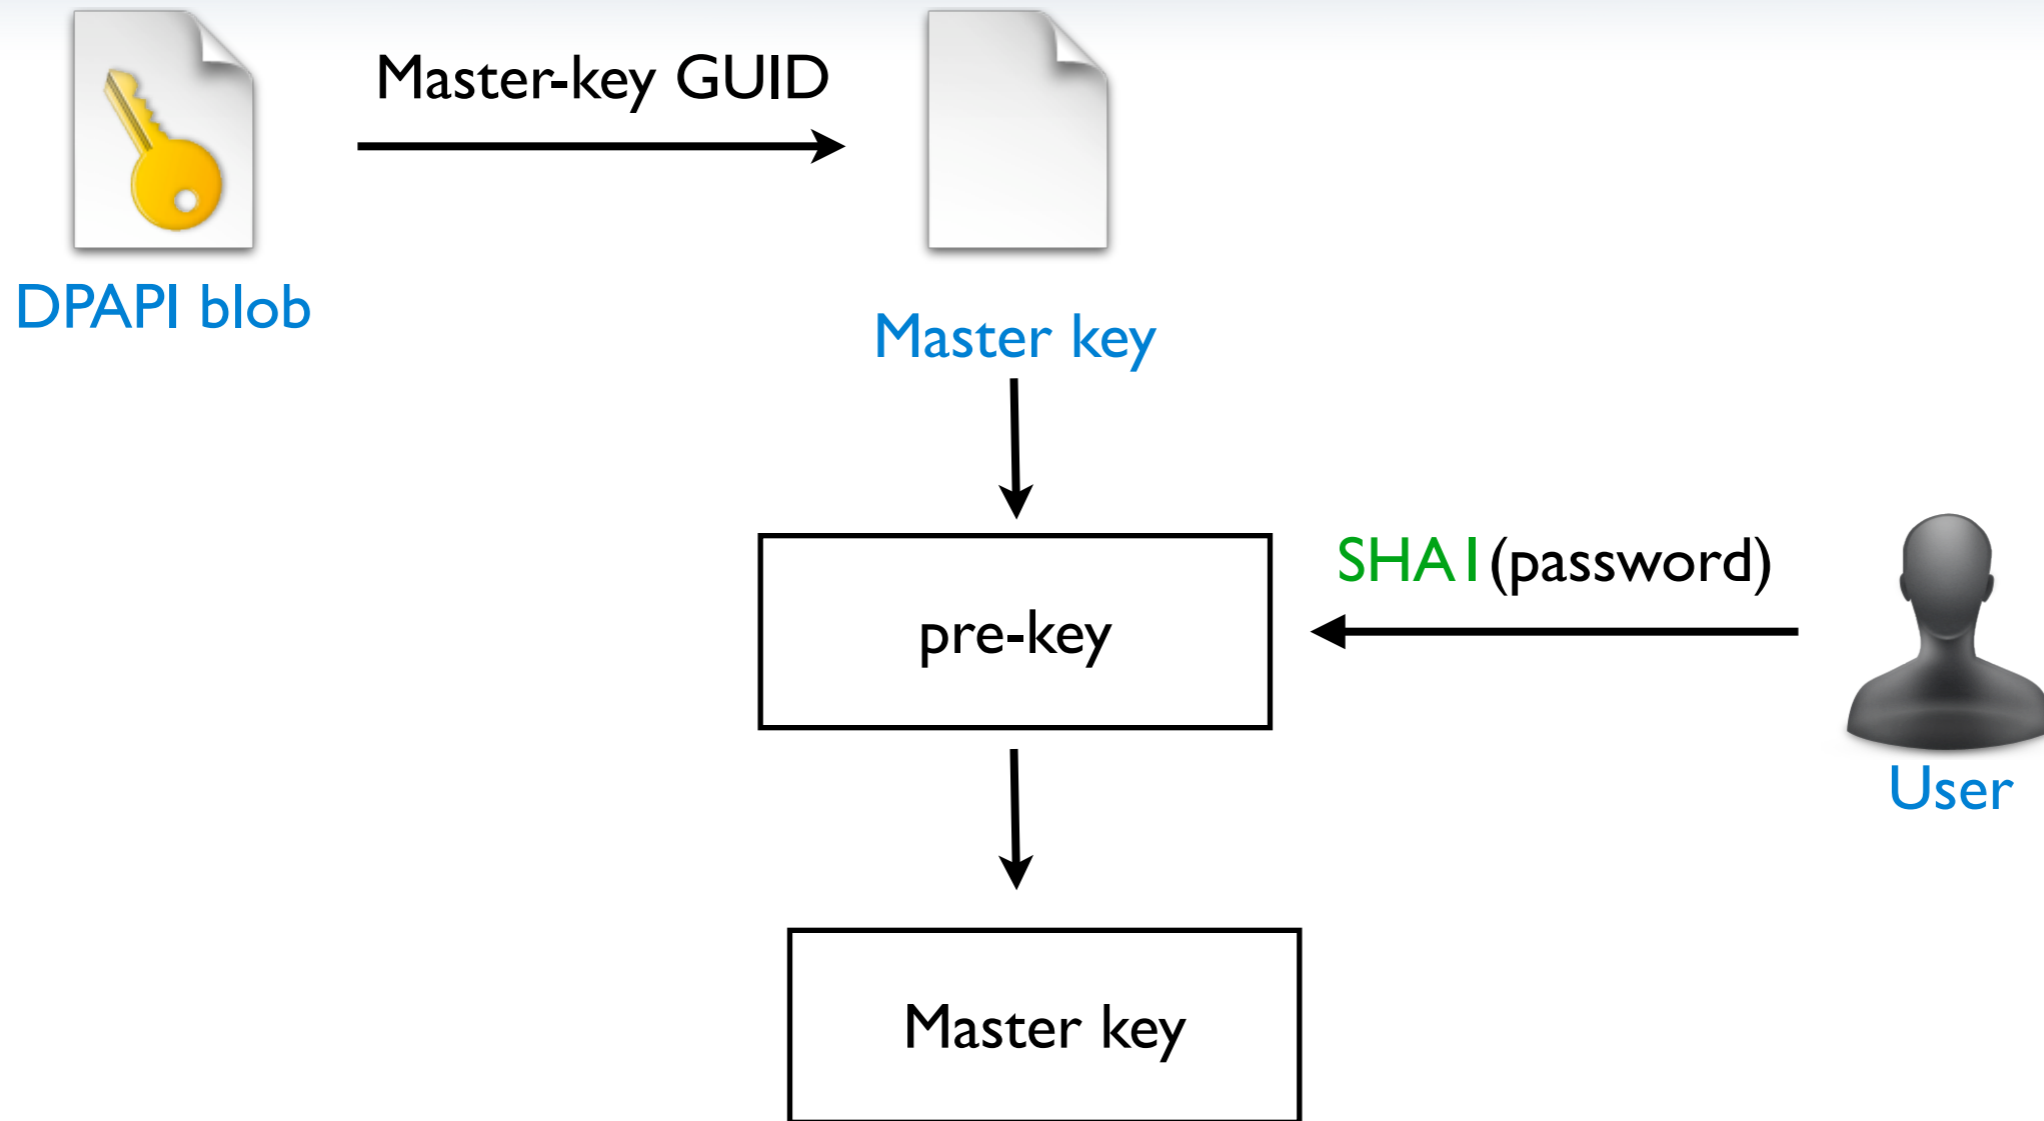 Master-key GUID
DPAPI blob
Master key
SHA1(password)
pre-key
User
Master key